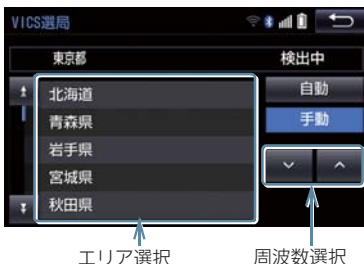 VICS選局
東京都
検出中
北海道
青森県
岩手県
宮城県
秋田県
自動
手動
エリア選択
周波数選択